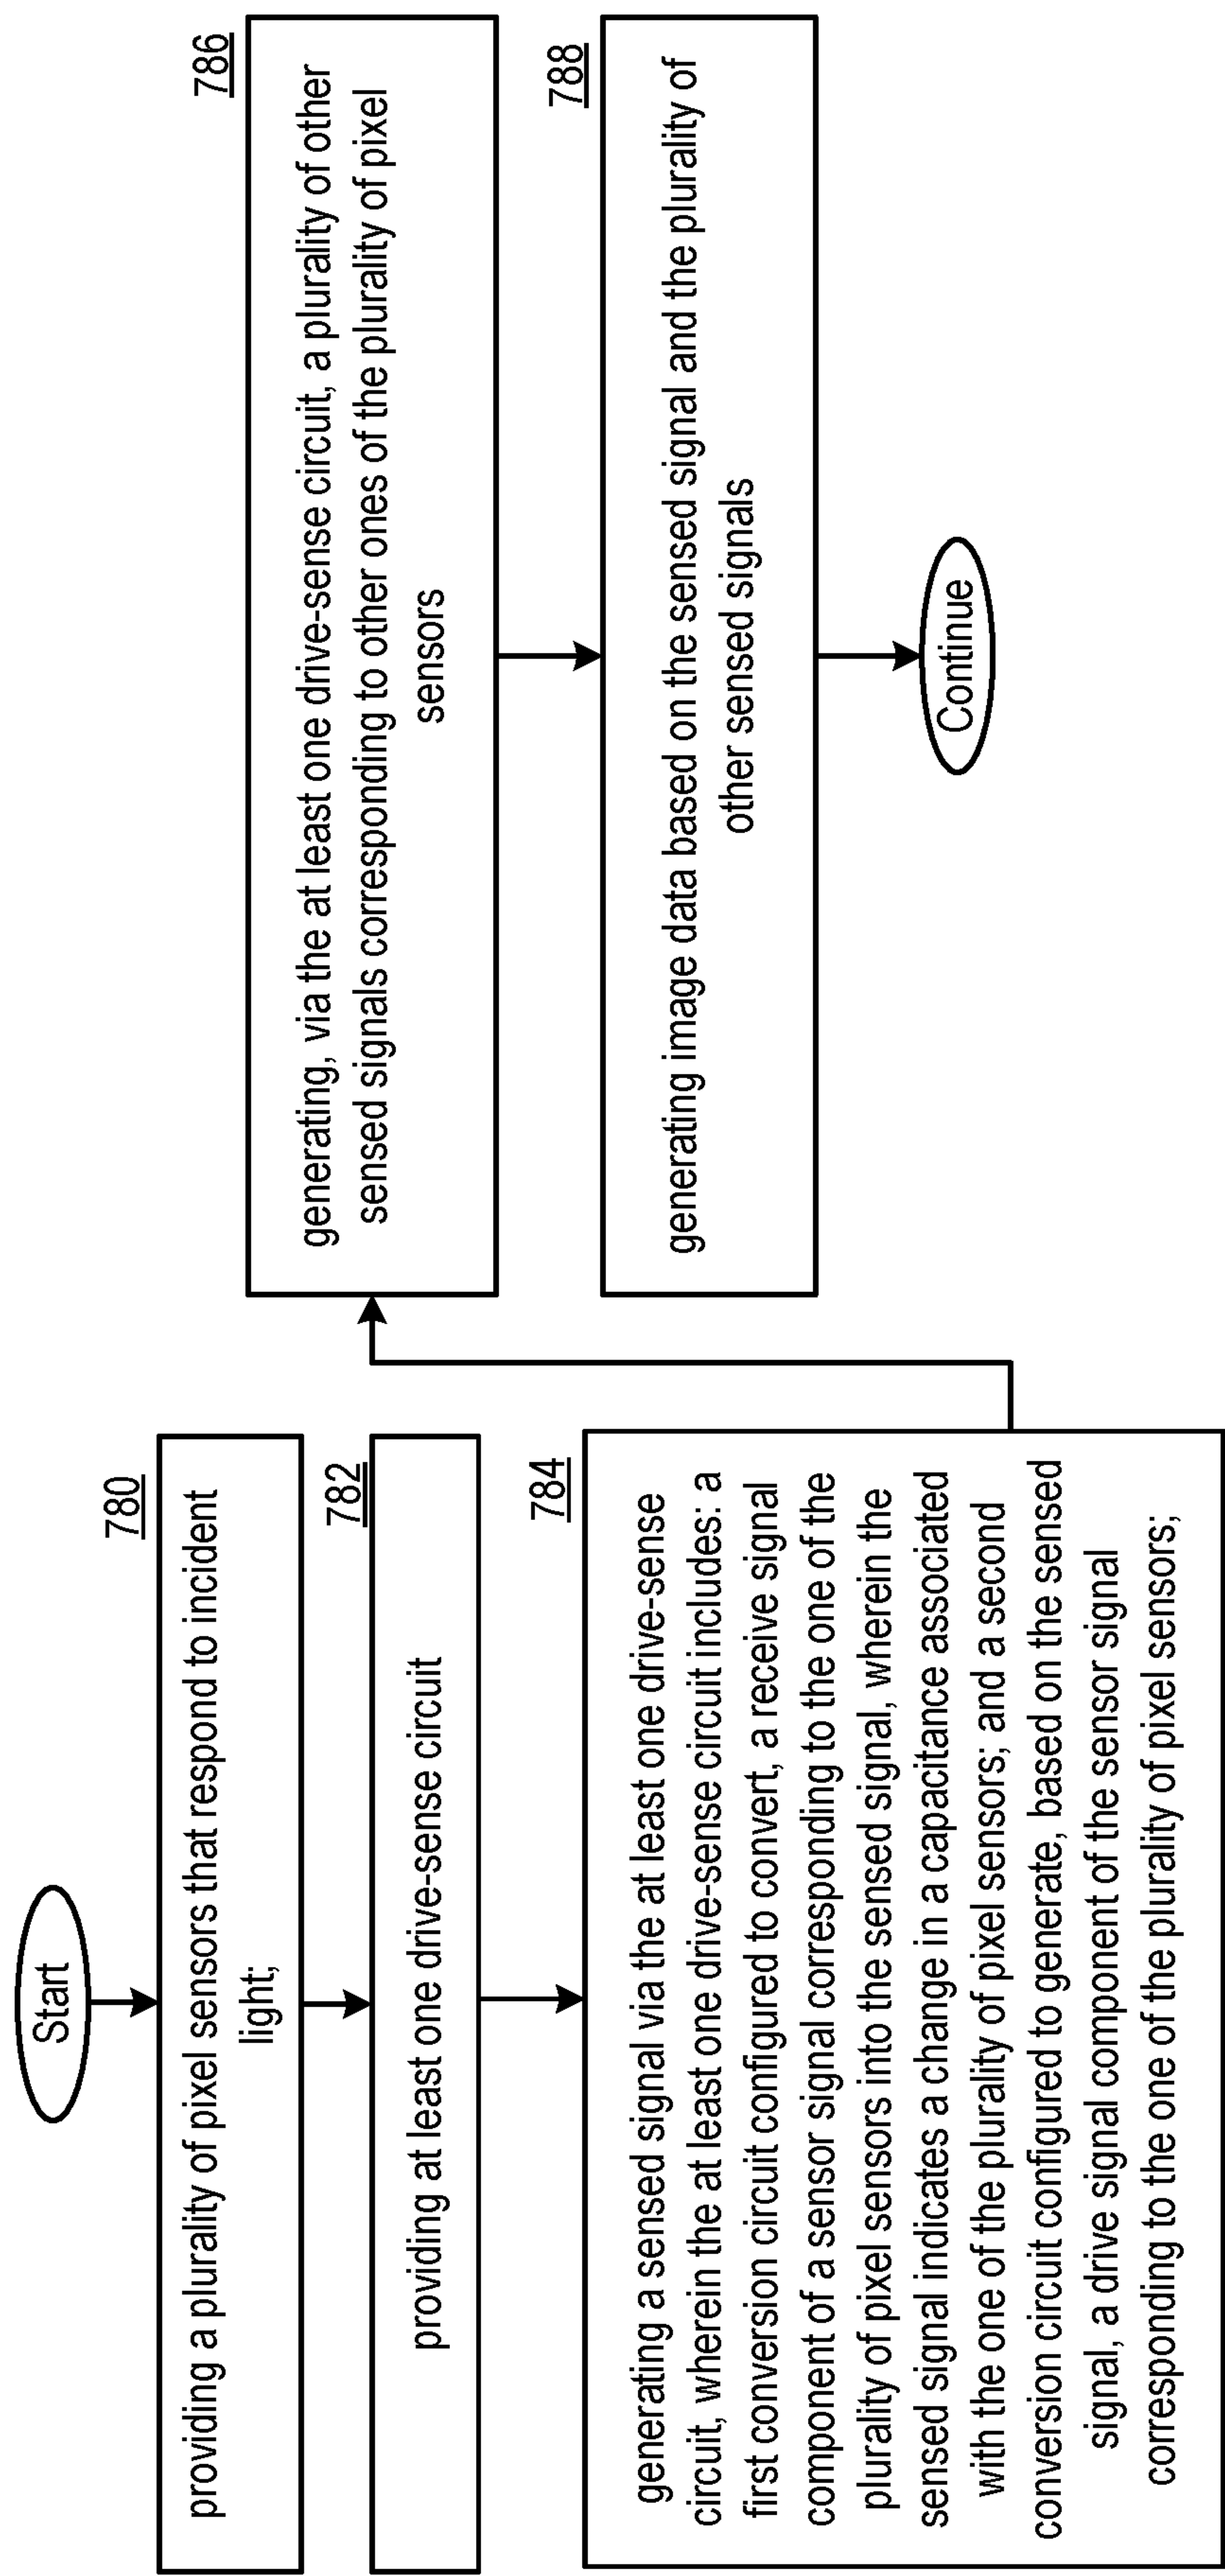 Start
780
providing a plurality of pixel sensors that respond to incident
light;
782
providing at least one drive-sense circuit
784
generating a sensed signal via the at least one drive-sense
circuit, wherein the at least one drive-sense circuit includes: a
first conversion circuit configured to convert, a receive signal
component of a sensor signal corresponding to the one of the
plurality of pixel sensors into the sensed signal, wherein the
sensed signal indicates a change in a capacitance associated
with the one of the plurality of pixel sensors; and a second
conversion circuit configured to generate, based on the sensed
signal, a drive signal component of the sensor signal
corresponding to the one of the plurality of pixel sensors;
786
generating, via the at least one drive-sense circuit, a plurality of other
sensed signals corresponding to other ones of the plurality of pixel
sensors
788
generating image data based on the sensed signal and the plurality of
other sensed signals
Continue